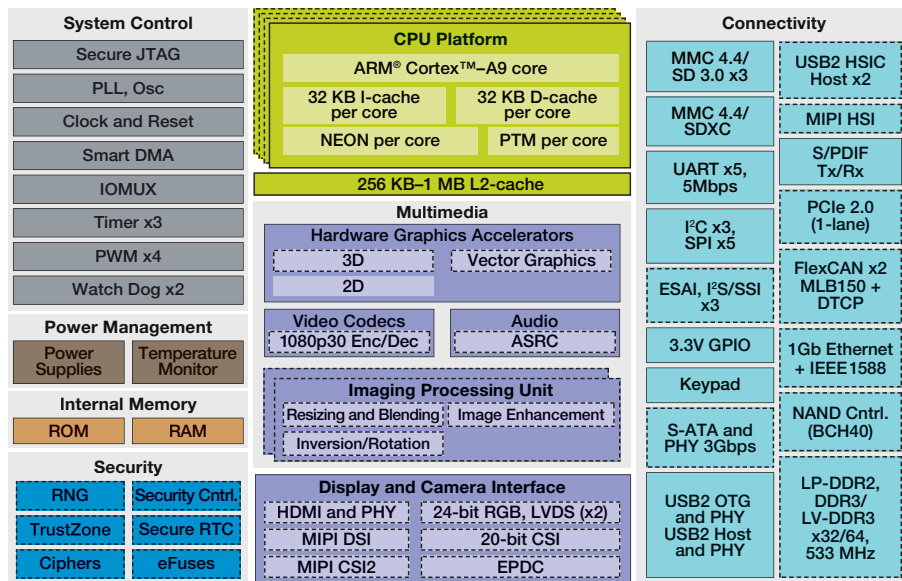 System Control
Secure JTAG
PLL, Osc
Clock and Reset
Smart DMA
IOMUX
Timer x3
PWM x4
Watch Dog x2
Power Management
Power
Supplies
Temperature
Monitor
Internal Memory
ROM
RAM
Security
RNG
Security Cntrl.
TrustZone
Secure RTC
Ciphers
eFuses
CPU Platform
ARM® Cortex™–A9 core
32 KB I-cache
per core
32 KB D-cache
per core
NEON per core
PTM per core
256 KB–1 MB L2-cache
Multimedia
Hardware Graphics Accelerators
3D
Vector Graphics
2D
Video Codecs
1080p30 Enc/Dec
Audio
ASRC
Imaging Processing Unit
Resizing and Blending
Image Enhancement
Inversion/Rotation
Display and Camera Interface
HDMI and PHY
24-bit RGB, LVDS (x2)
MIPI DSI
20-bit CSI
MIPI CSI2
EPDC
Connectivity
MMC 4.4/
SD 3.0 x3
MMC 4.4/
SDXC
UART x5,
5Mbps
I²C x3,
SPI x5
ESAI, I²S/SSI
x3
3.3V GPIO
Keypad
S-ATA and
PHY 3Gbps
USB2 OTG
and PHY
USB2 Host
and PHY
USB2 HSIC
Host x2
MIPI HSI
S/PDIF
Tx/Rx
PCIe 2.0
(1-lane)
FlexCAN x2
MLB150 +
DTCP
1Gb Ethernet
+ IEEE1588
NAND Cntrl.
(BCH40)
LP-DDR2,
DDR3/
LV-DDR3
x32/64,
533 MHz